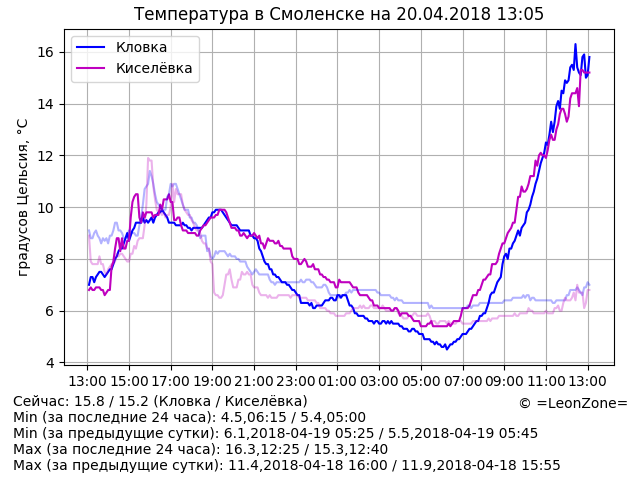 Температура в Смоленске на 20.04.2018 13:05
Кловка
Киселёвка
градусов Цельсия, °C
16
14
12
10
8
6
4
13:00 15:00 17:00 19:00 21:00 23:00 01:00 03:00 05:00 07:00 09:00 11:00 13:00
Сейчас: 15.8 / 15.2 (Кловка / Киселёвка)
© =LeonZone=
Min (за последние 24 часа): 4.5,06:15 / 5.4,05:00
Min (за предыдущие сутки): 6.1,2018-04-19 05:25 / 5.5,2018-04-19 05:45
Max (за последние 24 часа): 16.3,12:25 / 15.3,12:40
Max (за предыдущие сутки): 11.4,2018-04-18 16:00 / 11.9,2018-04-18 15:55